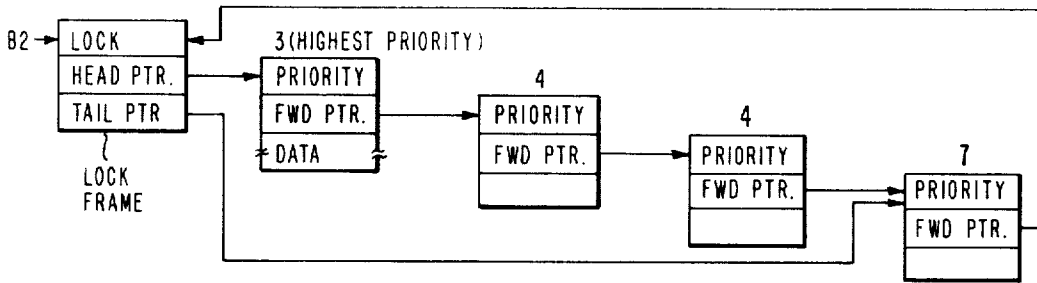 B2
LOCK
HEAD PTR.
TAIL PTR
LOCK
FRAME
3(HIGHEST PRIORITY)
PRIORITY
FWD PTR.
DATA
4
PRIORITY
FWD PTR.
4
PRIORITY
FWD PTR.
7
PRIORITY
FWD PTR.